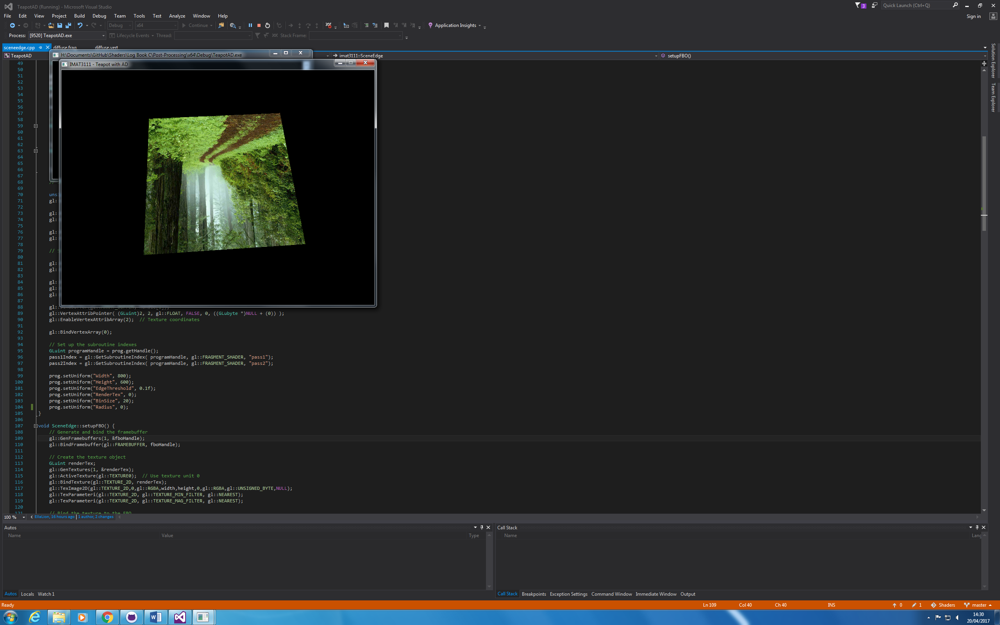 TeapotAD (Running) - Microsoft Visual Studio
3
Quick Launch (Ctrl+Q)
File Edit View Project Build Debug Team Tools Test Analyze Window Help
Sign in
Debug x64 Continue Application Insights
Process: [9520] TeapotAD.exe Lifecycle Events Thread: Stack Frame:
sceneedge.cpp diffuse.frag diffuse.vert
TeapotAD
H:\Documents\GitHub\Shaders\Log Book C\Post-Processing\x64\Debug\TeapotAD.exe
imat3111::SceneEdge
setupFBO()
IMAT3111 - Teapot with AD
Solution Explorer
Team Explorer
49
50
51
52
53
54
55
56
57
58
59
60
61
62
63
64
65
66
67
68 //
69
70 uns
71 gl::
72
73 gl::
74 gl::
75
76 gl::
77 gl::
78
79 //
80
81 gl::
82 gl::
83
84 gl::
85 gl::
86 gl::
87
88 gl::
89 gl::VertexAttribPointer( (GLuint)2, 2, gl::FLOAT, FALSE, 0, ((GLubyte *)NULL + (0)) );
90 gl::EnableVertexAttribArray(2);  // Texture coordinates
91
92 gl::BindVertexArray(0);
93
94 // Set up the subroutine indexes
95 GLuint programHandle = prog.getHandle();
96 pass1Index = gl::GetSubroutineIndex( programHandle, gl::FRAGMENT_SHADER, "pass1");
97 pass2Index = gl::GetSubroutineIndex( programHandle, gl::FRAGMENT_SHADER, "pass2");
98
99 prog.setUniform("Width", 800);
100 prog.setUniform("Height", 600);
101 prog.setUniform("EdgeThreshold", 0.1f);
102 prog.setUniform("RenderTex", 0);
103 prog.setUniform("BinSize", 20);
104 prog.setUniform("Radius", 0);
105 }
106
107 void SceneEdge::setupFBO() {
108 // Generate and bind the framebuffer
109 gl::GenFramebuffers(1, &fboHandle);
110 gl::BindFramebuffer(gl::FRAMEBUFFER, fboHandle);
111
112 // Create the texture object
113 GLuint renderTex;
114 gl::GenTextures(1, &renderTex);
115 gl::ActiveTexture(gl::TEXTURE0);  // Use texture unit 0
116 gl::BindTexture(gl::TEXTURE_2D, renderTex);
117 gl::TexImage2D(gl::TEXTURE_2D,0,gl::RGBA,width,height,0,gl::RGBA,gl::UNSIGNED_BYTE,NULL);
118 gl::TexParameteri(gl::TEXTURE_2D, gl::TEXTURE_MIN_FILTER, gl::NEAREST);
119 gl::TexParameteri(gl::TEXTURE_2D, gl::TEXTURE_MAG_FILTER, gl::NEAREST);
120
121 // Bind the texture to the FBO
100 % EllaLion, 16 hours ago | 1 author, 2 changes
Autos
Name Value Type
Call Stack
Name Lang
Autos Locals Watch 1
Call Stack Breakpoints Exception Settings Command Window Immediate Window Output
Ready Ln 109 Col 40 Ch 40 INS 0 1 Shaders master
14:30
20/04/2017